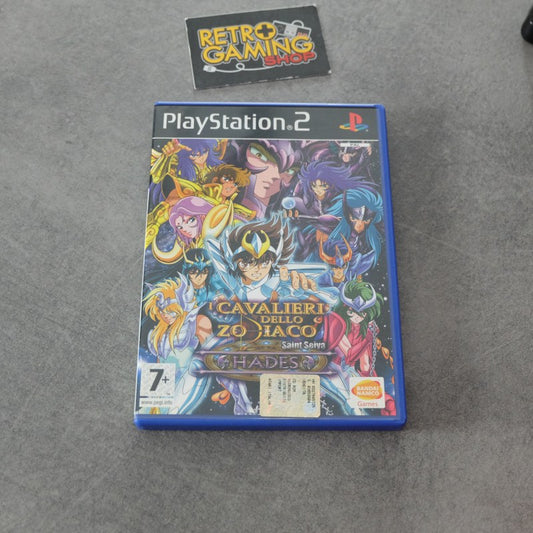 RETRO
GAMING
SHOP
PlayStation®2
I CAVALIERI
DELLO
ZODIACO
Saint Seiya
HADES
7+
www.pegi.info
BANDAI
NAMCO
Games